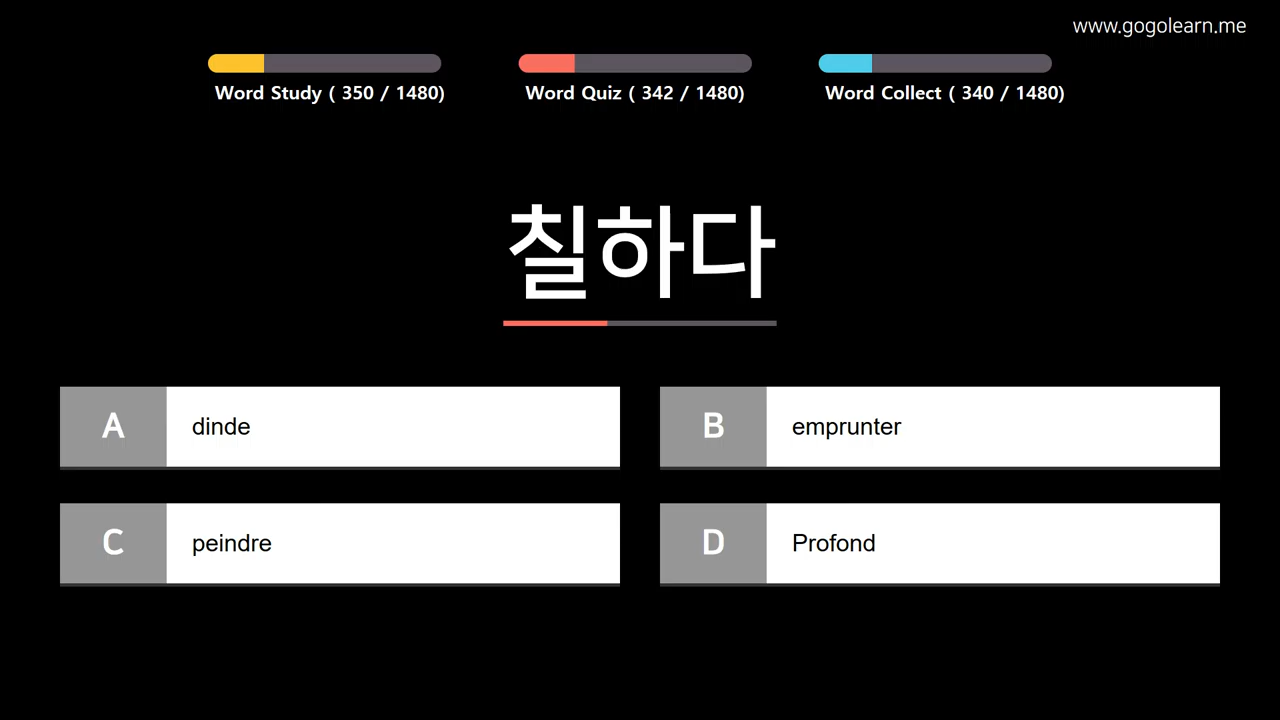 www.gogolearn.me
Word Study ( 350 / 1480)
Word Quiz ( 342 / 1480)
Word Collect ( 340 / 1480)
칠하다
A dinde
B emprunter
C peindre
D Profond